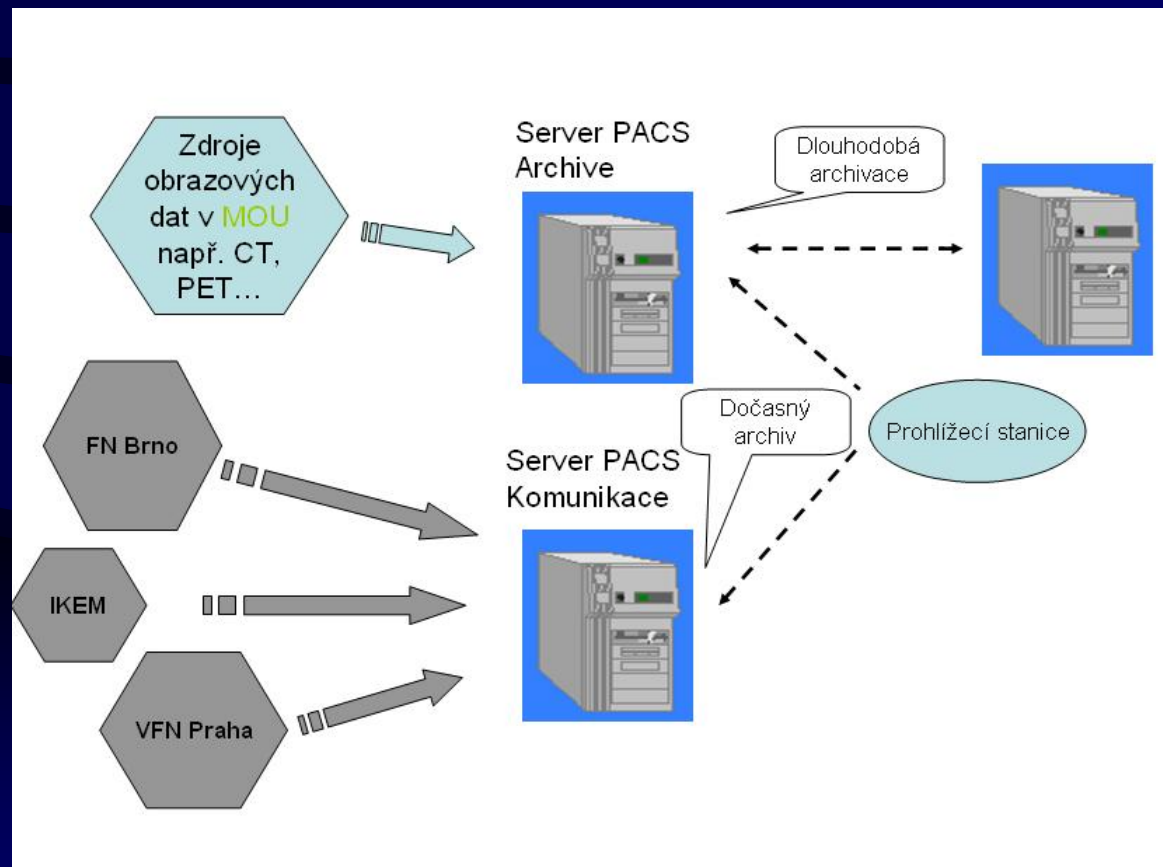 Zdroje
obrazových
dat v MOU
např. CT,
PET…
Server PACS
Archive
Dlouhodobá
archivace
FN Brno
IKEM
VFN Praha
Server PACS
Komunikace
Dočasný
archiv
Prohlížecí stanice